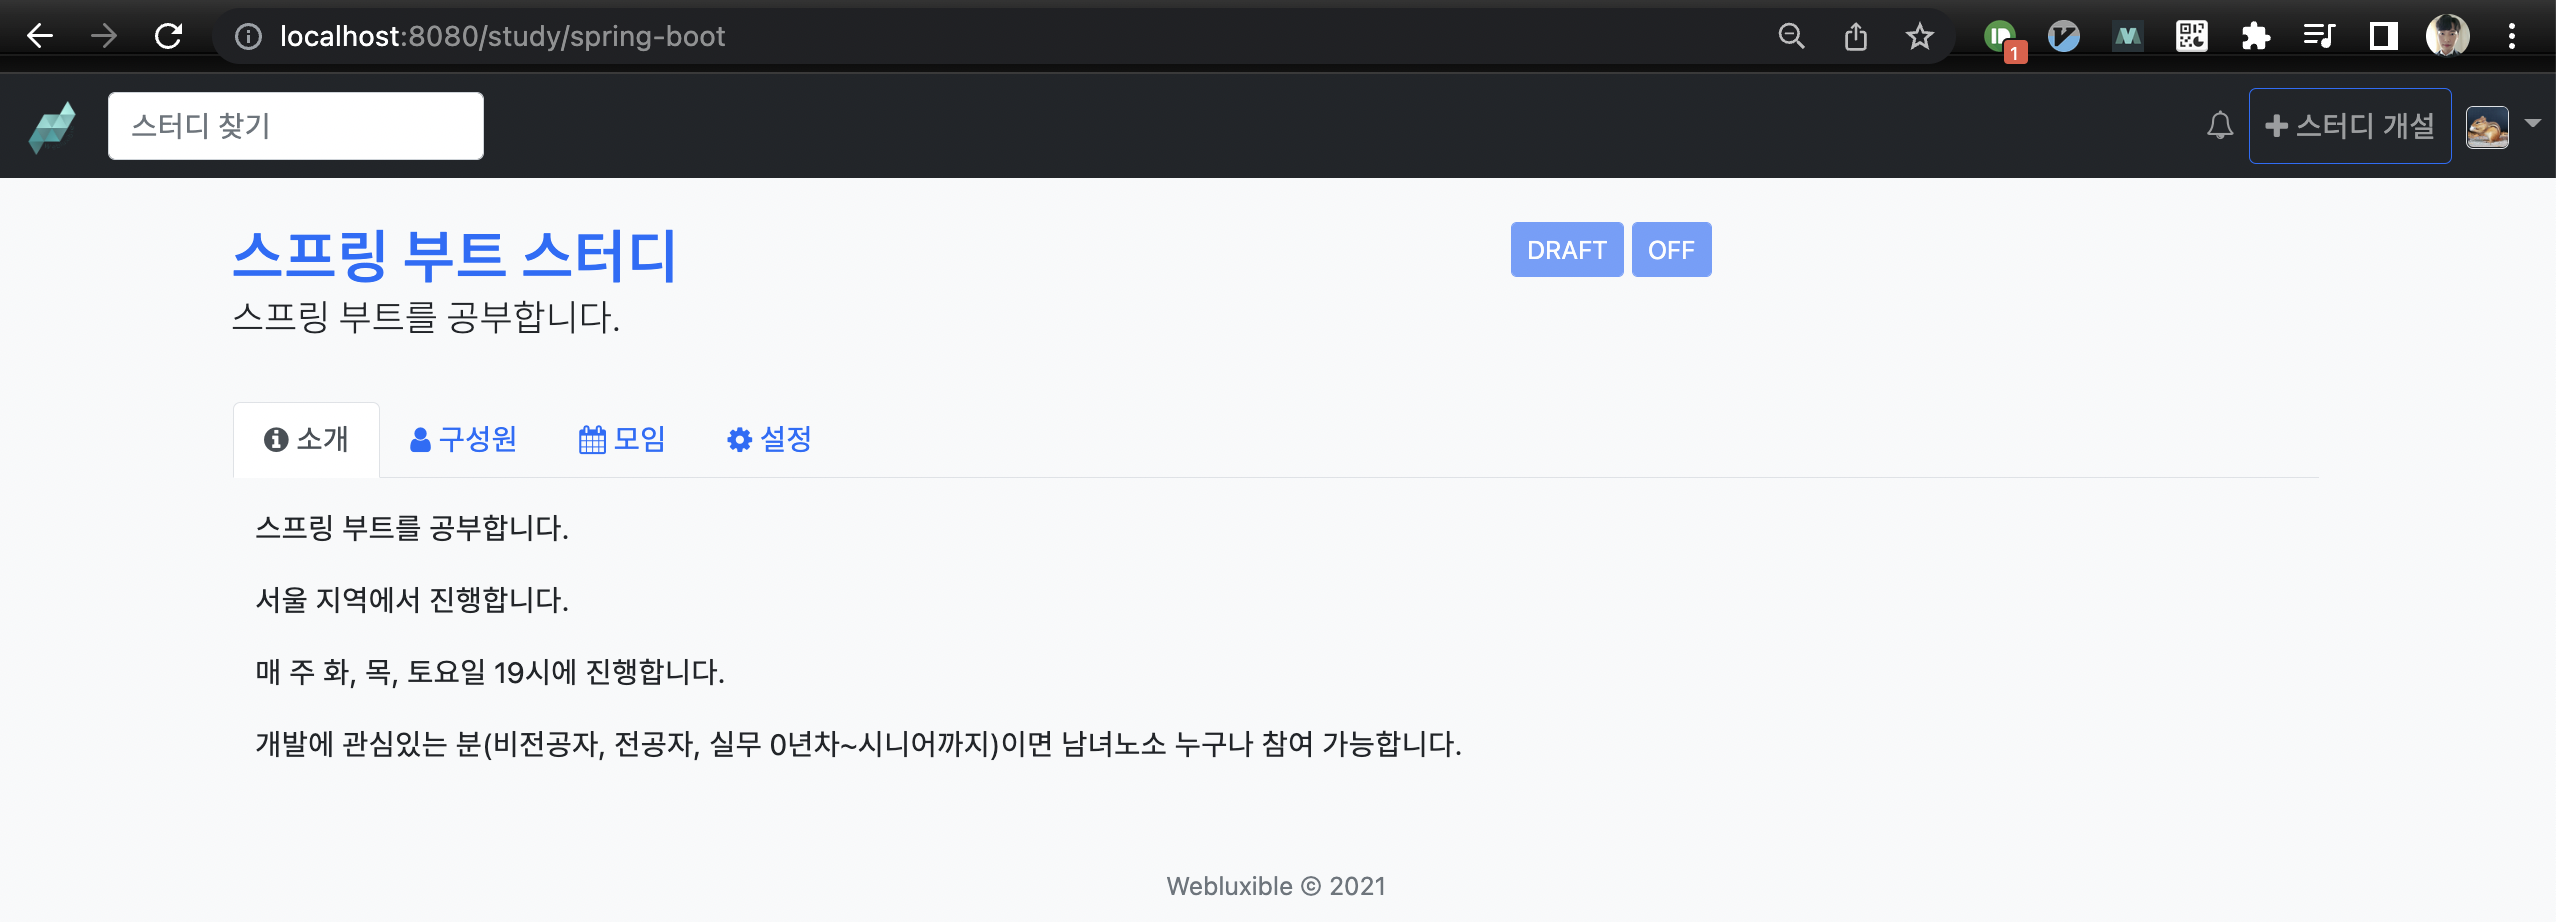 localhost:8080/study/spring-boot
1
스터디 찾기
스터디 개설
스프링 부트 스터디
DRAFT OFF
스프링 부트를 공부합니다.
소개 구성원 모임 설정
스프링 부트를 공부합니다.
서울 지역에서 진행합니다.
매 주 화, 목, 토요일 19시에 진행합니다.
개발에 관심있는 분(비전공자, 전공자, 실무 0년차~시니어까지)이면 남녀노소 누구나 참여 가능합니다.
Webluxible © 2021